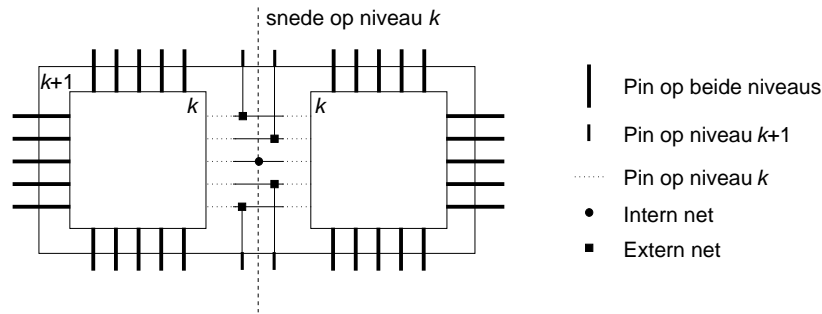 snede op niveau k
k+1
k
k
Pin op beide niveaus
Pin op niveau k+1
Pin op niveau k
Intern net
Extern net